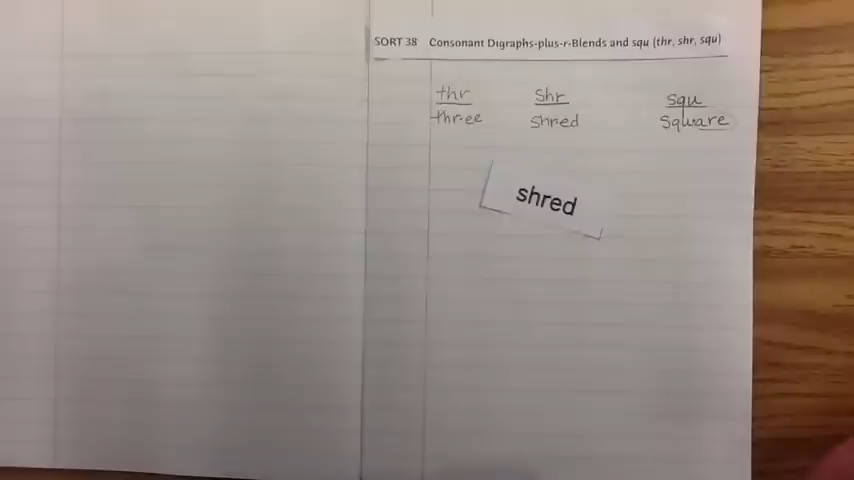 SORT 38 Consonant Digraphs-plus-r-Blends and squ (thr, shr, squ)
thr shr squ
three shred square
shred